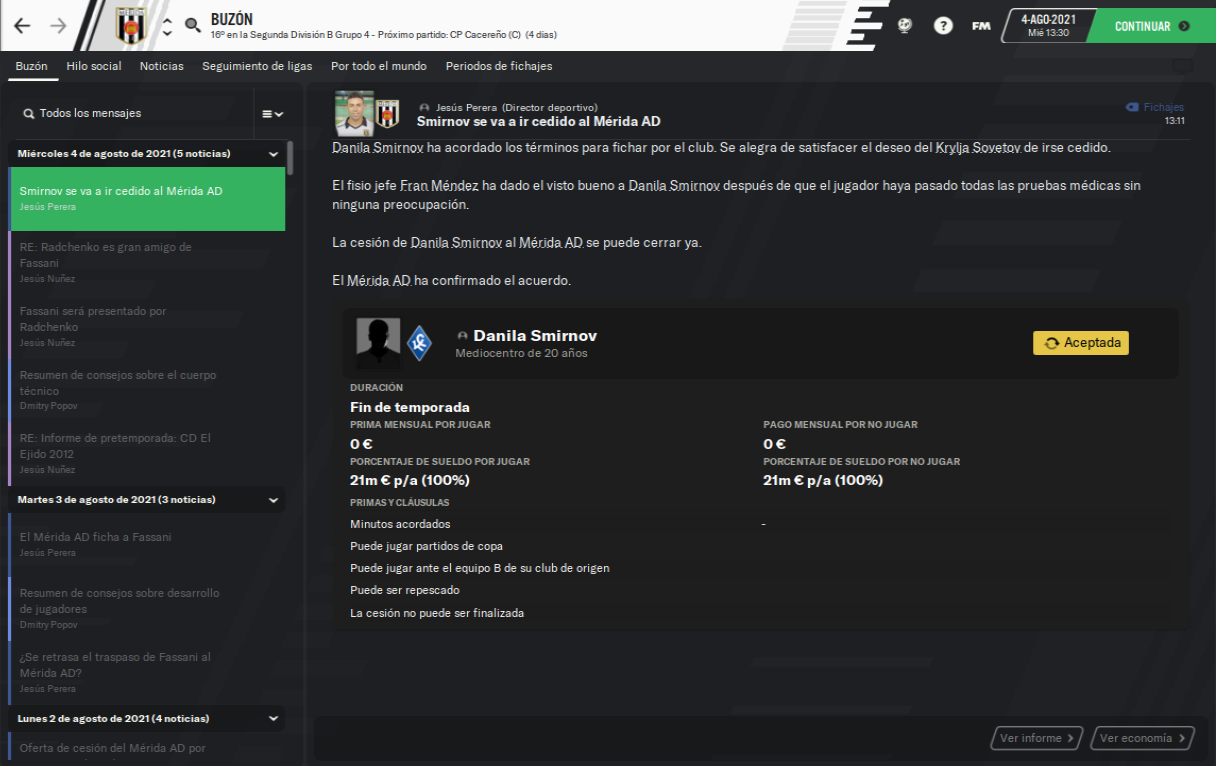 BUZÓN
16º en la Segunda División B Grupo 4 - Próximo partido: CP Cacereño (C) (4 días)
?
FM
4-AGO-2021
Mié 13:30
CONTINUAR
Buzón Hilo social Noticias Seguimiento de ligas Por todo el mundo Periodos de fichajes
Todos los mensajes
Miércoles 4 de agosto de 2021 (5 noticias)
Smirnov se va a ir cedido al Mérida AD
Jesús Perera
RE: Radchenko es gran amigo de
Fassani
Jesús Nuñez
Fassani será presentado por
Radchenko
Jesús Nuñez
Resumen de consejos sobre el cuerpo
técnico
Dmitry Popov
RE: Informe de pretemporada: CD El
Ejido 2012
Jesús Nuñez
Martes 3 de agosto de 2021 (3 noticias)
El Mérida AD ficha a Fassani
Jesús Perera
Resumen de consejos sobre desarrollo
de jugadores
Dmitry Popov
¿Se retrasa el traspaso de Fassani al
Mérida AD?
Jesús Perera
Lunes 2 de agosto de 2021 (4 noticias)
Oferta de cesión del Mérida AD por
Jesús Perera (Director deportivo)
Smirnov se va a ir cedido al Mérida AD
Fichajes
13:11
Danila Smirnov ha acordado los términos para fichar por el club. Se alegra de satisfacer el deseo del Krylja Sovetov de irse cedido.
El fisio jefe Fran Méndez ha dado el visto bueno a Danila Smirnov después de que el jugador haya pasado todas las pruebas médicas sin
ninguna preocupación.
La cesión de Danila Smirnov al Mérida AD se puede cerrar ya.
El Mérida AD ha confirmado el acuerdo.
Danila Smirnov
Mediocentro de 20 años
Aceptada
DURACIÓN
Fin de temporada
PRIMA MENSUAL POR JUGAR PAGO MENSUAL POR NO JUGAR
0 € 0 €
PORCENTAJE DE SUELDO POR JUGAR PORCENTAJE DE SUELDO POR NO JUGAR
21m € p/a (100%) 21m € p/a (100%)
PRIMAS Y CLÁUSULAS
Minutos acordados -
Puede jugar partidos de copa
Puede jugar ante el equipo B de su club de origen
Puede ser repescado
La cesión no puede ser finalizada
Ver informe Ver economía